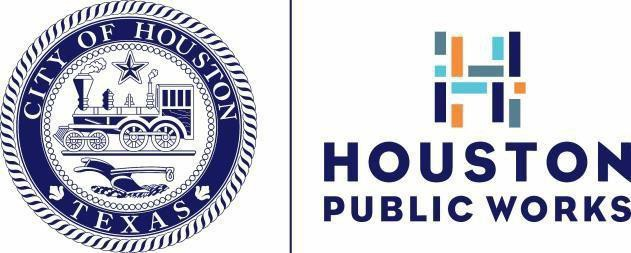 CITY OF HOUSTON
TEXAS
HOUSTON
PUBLIC WORKS